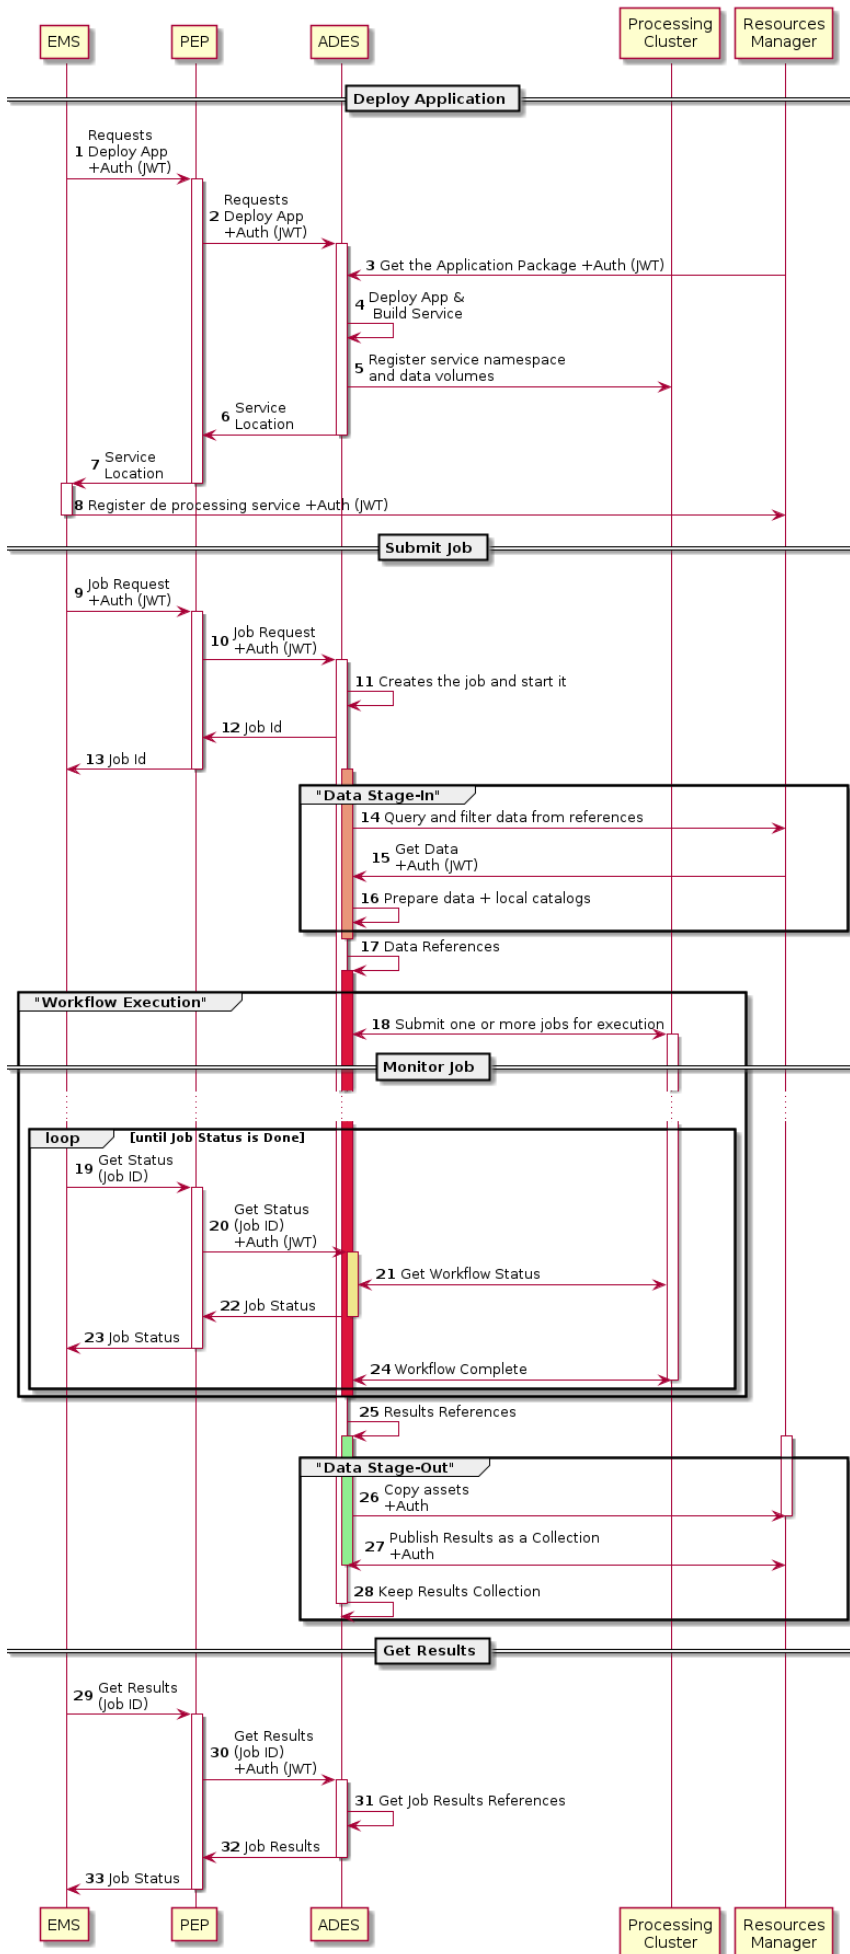 EMS
PEP
ADES
Processing
Cluster
Resources
Manager
Deploy Application
Requests
1 Deploy App
+Auth (JWT)
Requests
2 Deploy App
+Auth (JWT)
3 Get the Application Package +Auth (JWT)
4 Deploy App &
Build Service
5 Register service namespace
and data volumes
6 Service
Location
7 Service
Location
8 Register de processing service +Auth (JWT)
Submit Job
9 Job Request
+Auth (JWT)
10 Job Request
+Auth (JWT)
11 Creates the job and start it
12 Job Id
13 Job Id
"Data Stage-In"
14 Query and filter data from references
15 Get Data
+Auth (JWT)
16 Prepare data + local catalogs
17 Data References
"Workflow Execution"
18 Submit one or more jobs for execution
Monitor Job
loop [until Job Status is Done]
19 Get Status
(Job ID)
Get Status
20 (Job ID)
+Auth (JWT)
21 Get Workflow Status
22 Job Status
23 Job Status
24 Workflow Complete
25 Results References
"Data Stage-Out"
26 Copy assets
+Auth
27 Publish Results as a Collection
+Auth
28 Keep Results Collection
Get Results
29 Get Results
(Job ID)
Get Results
30 (Job ID)
+Auth (JWT)
31 Get Job Results References
32 Job Results
33 Job Status
EMS
PEP
ADES
Processing
Cluster
Resources
Manager